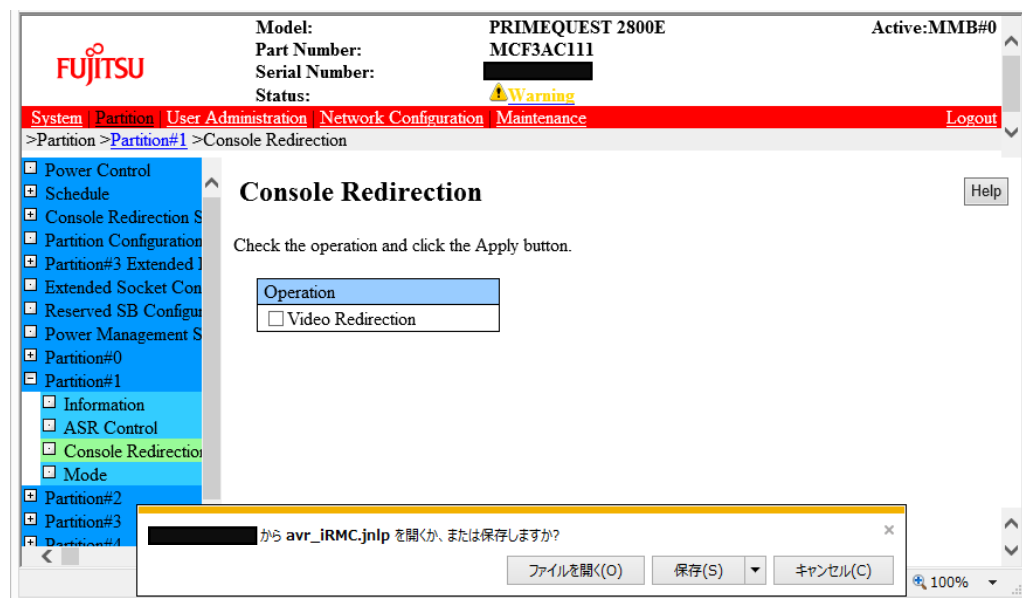 FUJITSU
Model: PRIMEQUEST 2800E Active:MMB#0
Part Number: MCF3AC111
Serial Number:
Status: Warning
System | Partition | User Administration | Network Configuration | Maintenance Logout
>Partition >Partition#1 >Console Redirection
Power Control
Schedule
Console Redirection S
Partition Configuration
Partition#3 Extended I
Extended Socket Con
Reserved SB Configu
Power Management S
Partition#0
Partition#1
Information
ASR Control
Console Redirection
Mode
Partition#2
Partition#3
Partition#4
Console Redirection
Help
Check the operation and click the Apply button.
Operation
Video Redirection
から avr_iRMC.jnlp を開くか、または保存しますか?
ファイルを開く(O) 保存(S) キャンセル(C)
100%